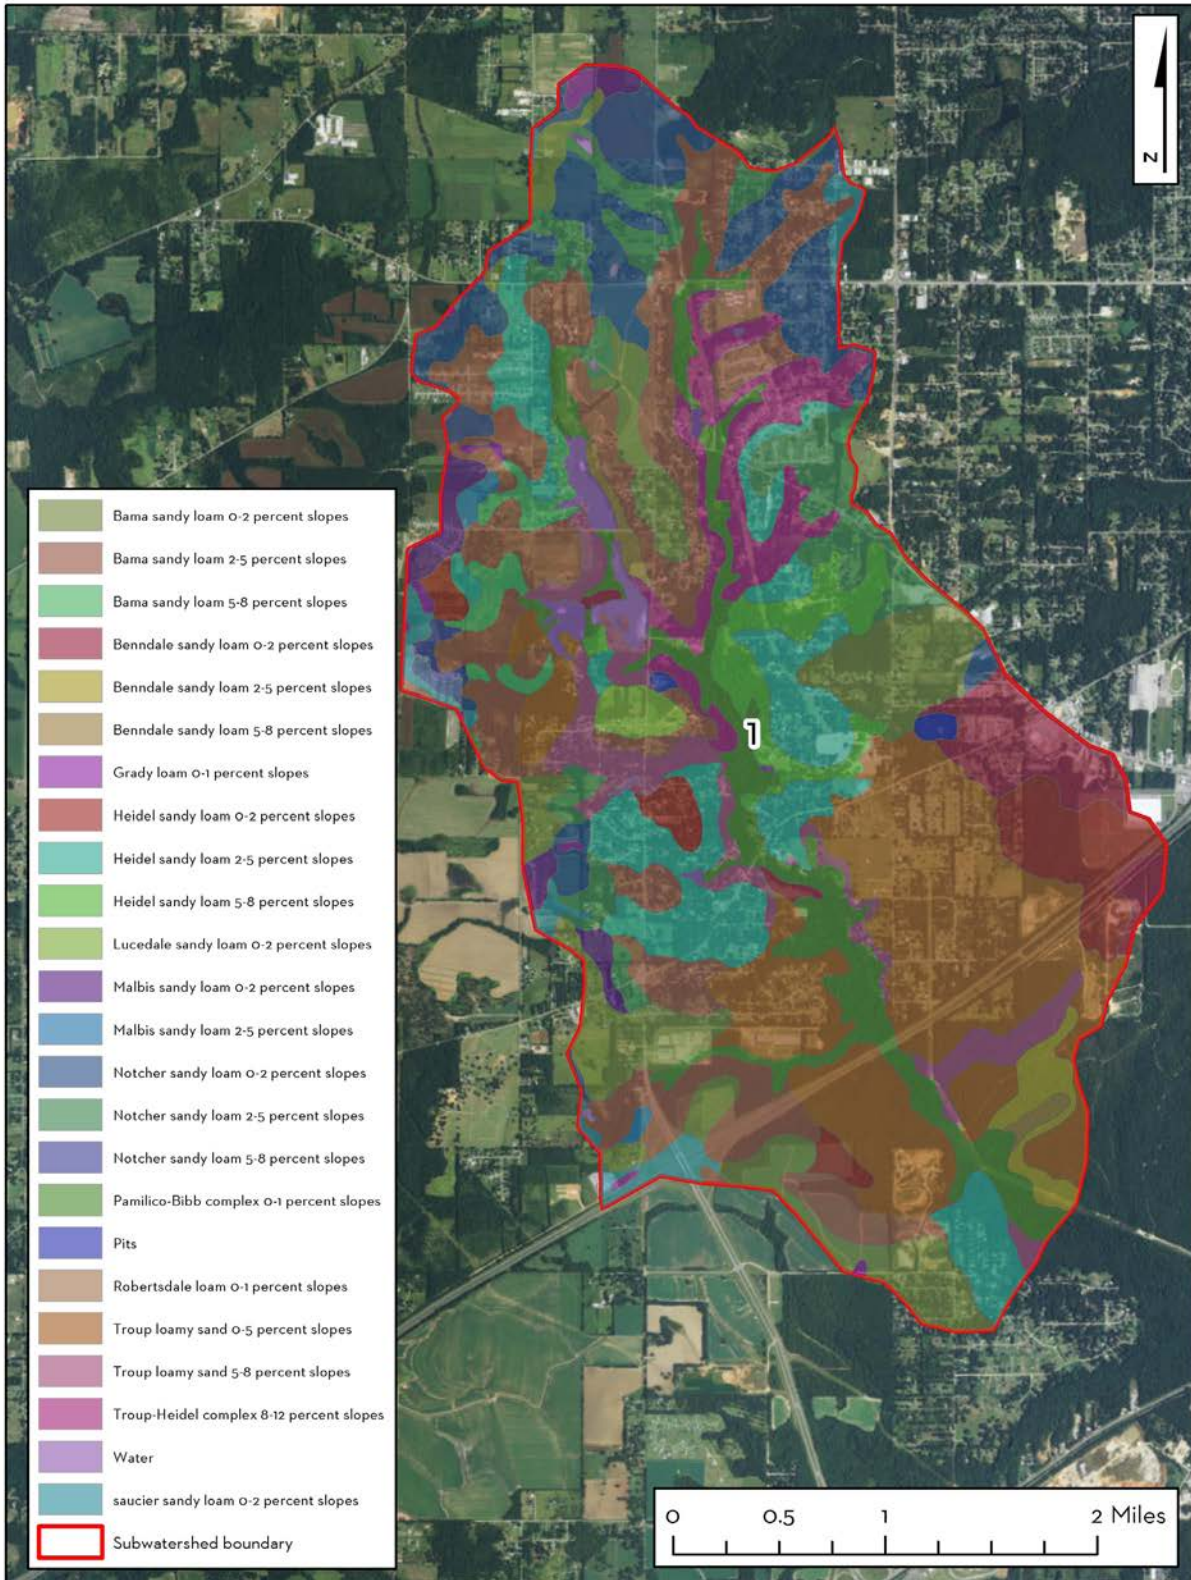 N
1
Bama sandy loam 0-2 percent slopes
Bama sandy loam 2-5 percent slopes
Bama sandy loam 5-8 percent slopes
Benndale sandy loam 0-2 percent slopes
Benndale sandy loam 2-5 percent slopes
Benndale sandy loam 5-8 percent slopes
Grady loam 0-1 percent slopes
Heidel sandy loam 0-2 percent slopes
Heidel sandy loam 2-5 percent slopes
Heidel sandy loam 5-8 percent slopes
Lucedale sandy loam 0-2 percent slopes
Malbis sandy loam 0-2 percent slopes
Malbis sandy loam 2-5 percent slopes
Notcher sandy loam 0-2 percent slopes
Notcher sandy loam 2-5 percent slopes
Notcher sandy loam 5-8 percent slopes
Pamilico-Bibb complex 0-1 percent slopes
Pits
Robertsdale loam 0-1 percent slopes
Troup loamy sand 0-5 percent slopes
Troup loamy sand 5-8 percent slopes
Troup-Heidel complex 8-12 percent slopes
Water
saucier sandy loam 0-2 percent slopes
Subwatershed boundary
0 0.5 1 2 Miles